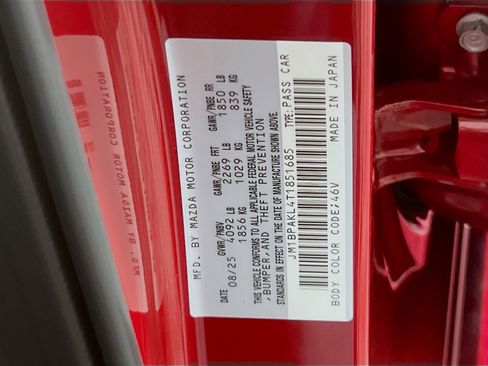 MFD. BY MAZDA MOTOR CORPORATION
GVWR/PNBV GAWR/PNBE FRT GAWR/PNBE RR
DATE 4092 LB 2269 LB 1850 LB
08/25 1856 KG 1029 KG 839 KG
THIS VEHICLE CONFORMS TO ALL APPLICABLE FEDERAL MOTOR VEHICLE SAFETY
,BUMPER,AND THEFT PREVENTION
STANDARDS IN EFFECT ON THE DATE OF MANUFACTURE SHOWN ABOVE.
JM1BPAKL4T1851685 TYPE:PASS CAR
BODY COLOR CODE:46V MADE IN JAPAN